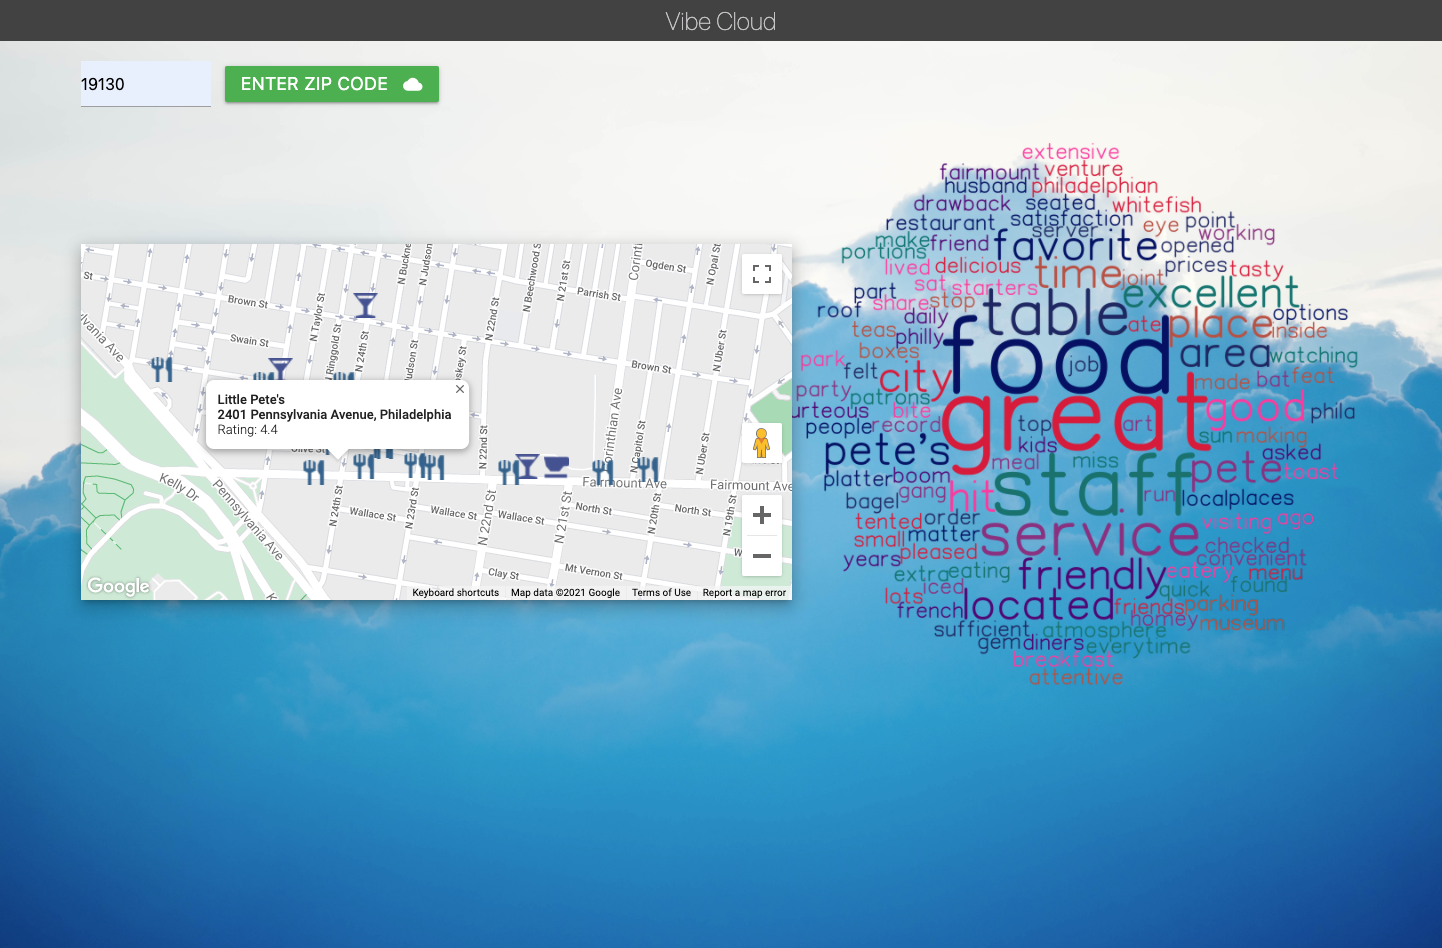 Vibe Cloud
19130
ENTER ZIP CODE
Ogden St
Parrish St
Brown St
Swain St
Brown St
N Taylor St
Ringgold St
N 24th St
N Judson St
N Beechwood St
N 21st St
N Opal St
N Uber St
N 22nd St
Little Pete's
2401 Pennsylvania Avenue, Philadelphia
Rating: 4.4
Olive St
N Capitol St
N Uber St
N 22nd St
Fairmount Ave
Fairmount Ave
Kelly Dr
Pennsylvania Ave
N 24th St
N 23rd St
N 22nd St
N 21st St
N 20th St
N 19th St
Wallace St
Wallace St
Wallace St
North St
North St
Clay St
Mt Vernon St
Google
Keyboard shortcuts
Map data ©2021 Google
Terms of Use
Report a map error
extensive
fairmount venture
husband philadelphian
drawback seated whitefish
restaurant satisfaction eye point
server working
make friend favorite opened
portions
lived delicious time joint prices tasty
sat starters
part excellent
share stop table
roof daily ate place options
teas philly inside
boxes food job area watching
park felt city
party patrons made bat feat
urteous bite great good phila
people record top art
kids sun making
pete's meal miss asked
platter boom staff pete toast
gang hit run local places
bagel
tented order service visiting ago
small matter checked
years pleased convenient
extra eating friendly eatery menu
iced quick found
lots located friends parking
french homey museum
sufficient atmosphere
gem diners everytime
breakfast
attentive